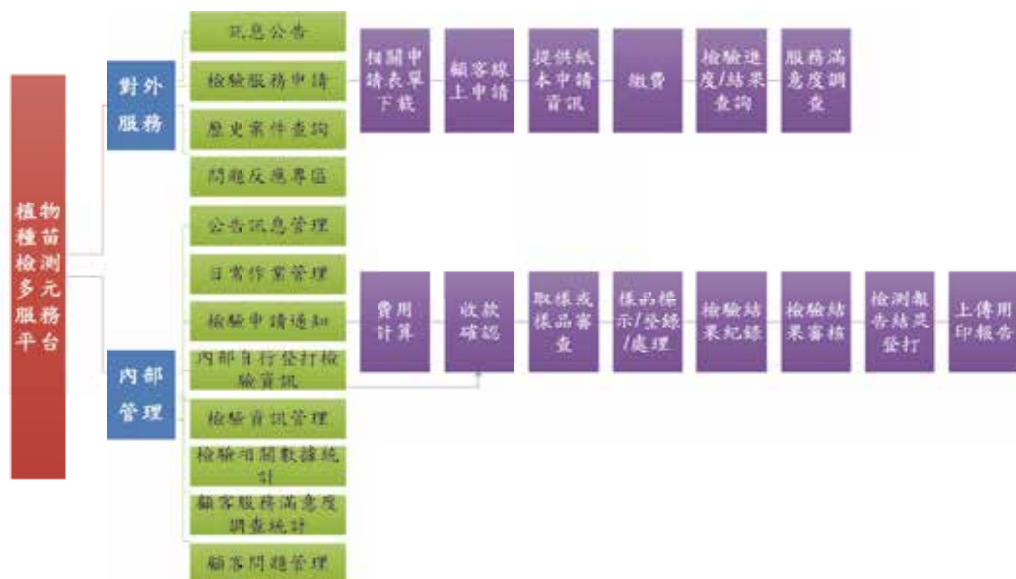 植物
種苗
檢測
多元
服務
平台
對外
服務
訊息公告
檢驗服務申請
歷史案件查詢
問題反應專區
相關申
請表單
下載
顧客線
上申請
提供紙
本申請
資訊
繳費
檢驗進
度/結果
查詢
服務滿
意度調
查
內部
管理
公告訊息管理
日常作業管理
檢驗申請通知
內部自行登打檢
驗資訊
檢驗資訊管理
檢驗相關數據統
計
顧客服務滿意度
調查統計
顧客問題管理
費用
計算
收款
確認
取樣或
樣品審
查
樣品標
示/登錄
/處理
檢驗結
果紀錄
檢驗結
果審核
檢測報
告結果
登打
上傳用
印報告